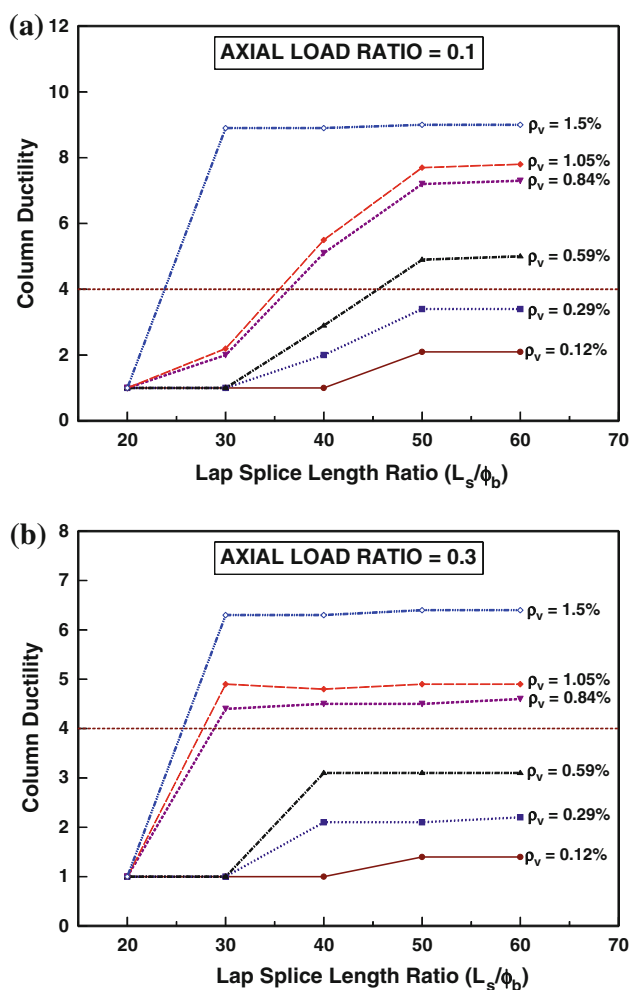 (a)
AXIAL LOAD RATIO = 0.1
12
10
8
6
4
2
0
Column Ductility
ρv = 1.5%
ρv = 1.05%
ρv = 0.84%
ρv = 0.59%
ρv = 0.29%
ρv = 0.12%
20 30 40 50 60 70
Lap Splice Length Ratio (Ls/ϕb)
(b)
AXIAL LOAD RATIO = 0.3
8
7
6
5
4
3
2
1
0
Column Ductility
ρv = 1.5%
ρv = 1.05%
ρv = 0.84%
ρv = 0.59%
ρv = 0.29%
ρv = 0.12%
20 30 40 50 60 70
Lap Splice Length Ratio (Ls/ϕb)